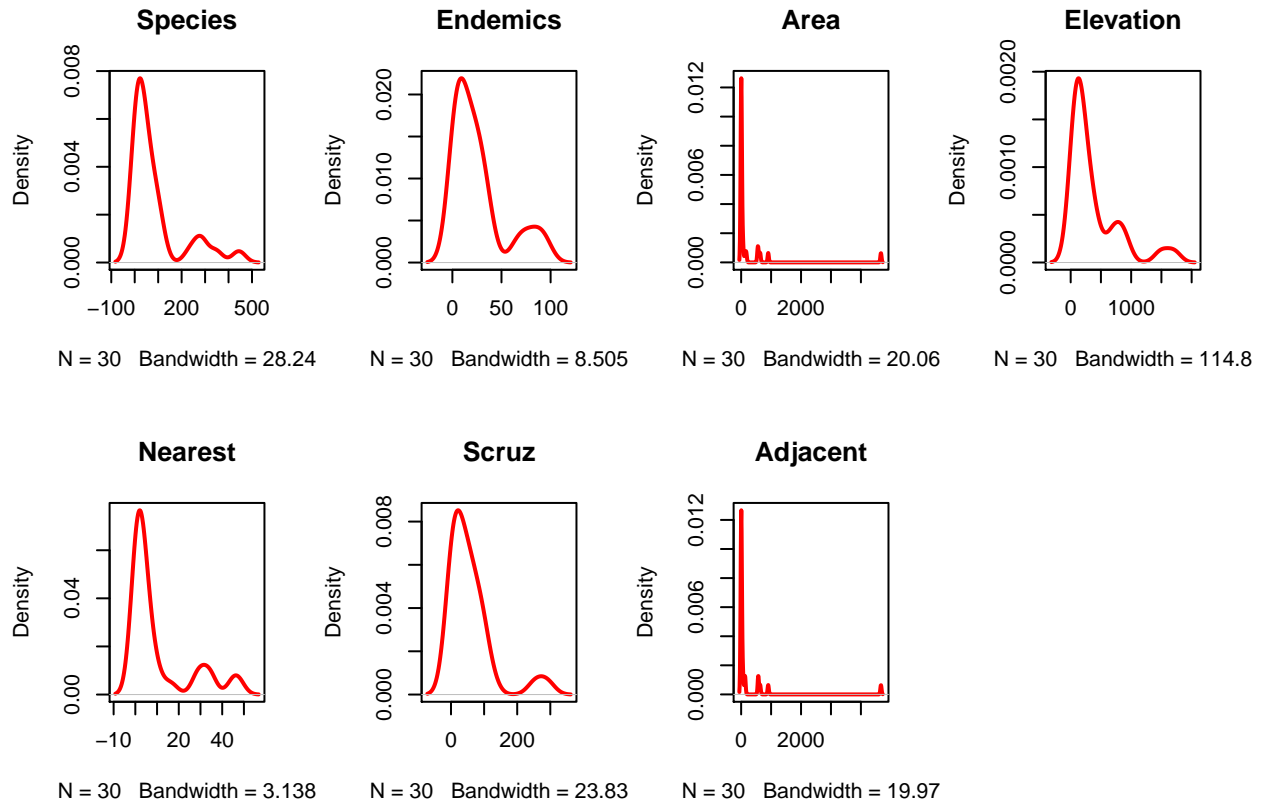 Species
Density
0.000 0.004 0.008
−100 200 500
N = 30 Bandwidth = 28.24
Endemics
Density
0.000 0.010 0.020
0 50 100
N = 30 Bandwidth = 8.505
Area
Density
0.000 0.006 0.012
0 2000
N = 30 Bandwidth = 20.06
Elevation
Density
0.0000 0.0010 0.0020
0 1000
N = 30 Bandwidth = 114.8
Nearest
Density
0.00 0.04
−10 20 40
N = 30 Bandwidth = 3.138
Scruz
Density
0.000 0.004 0.008
0 200
N = 30 Bandwidth = 23.83
Adjacent
Density
0.000 0.006 0.012
0 2000
N = 30 Bandwidth = 19.97